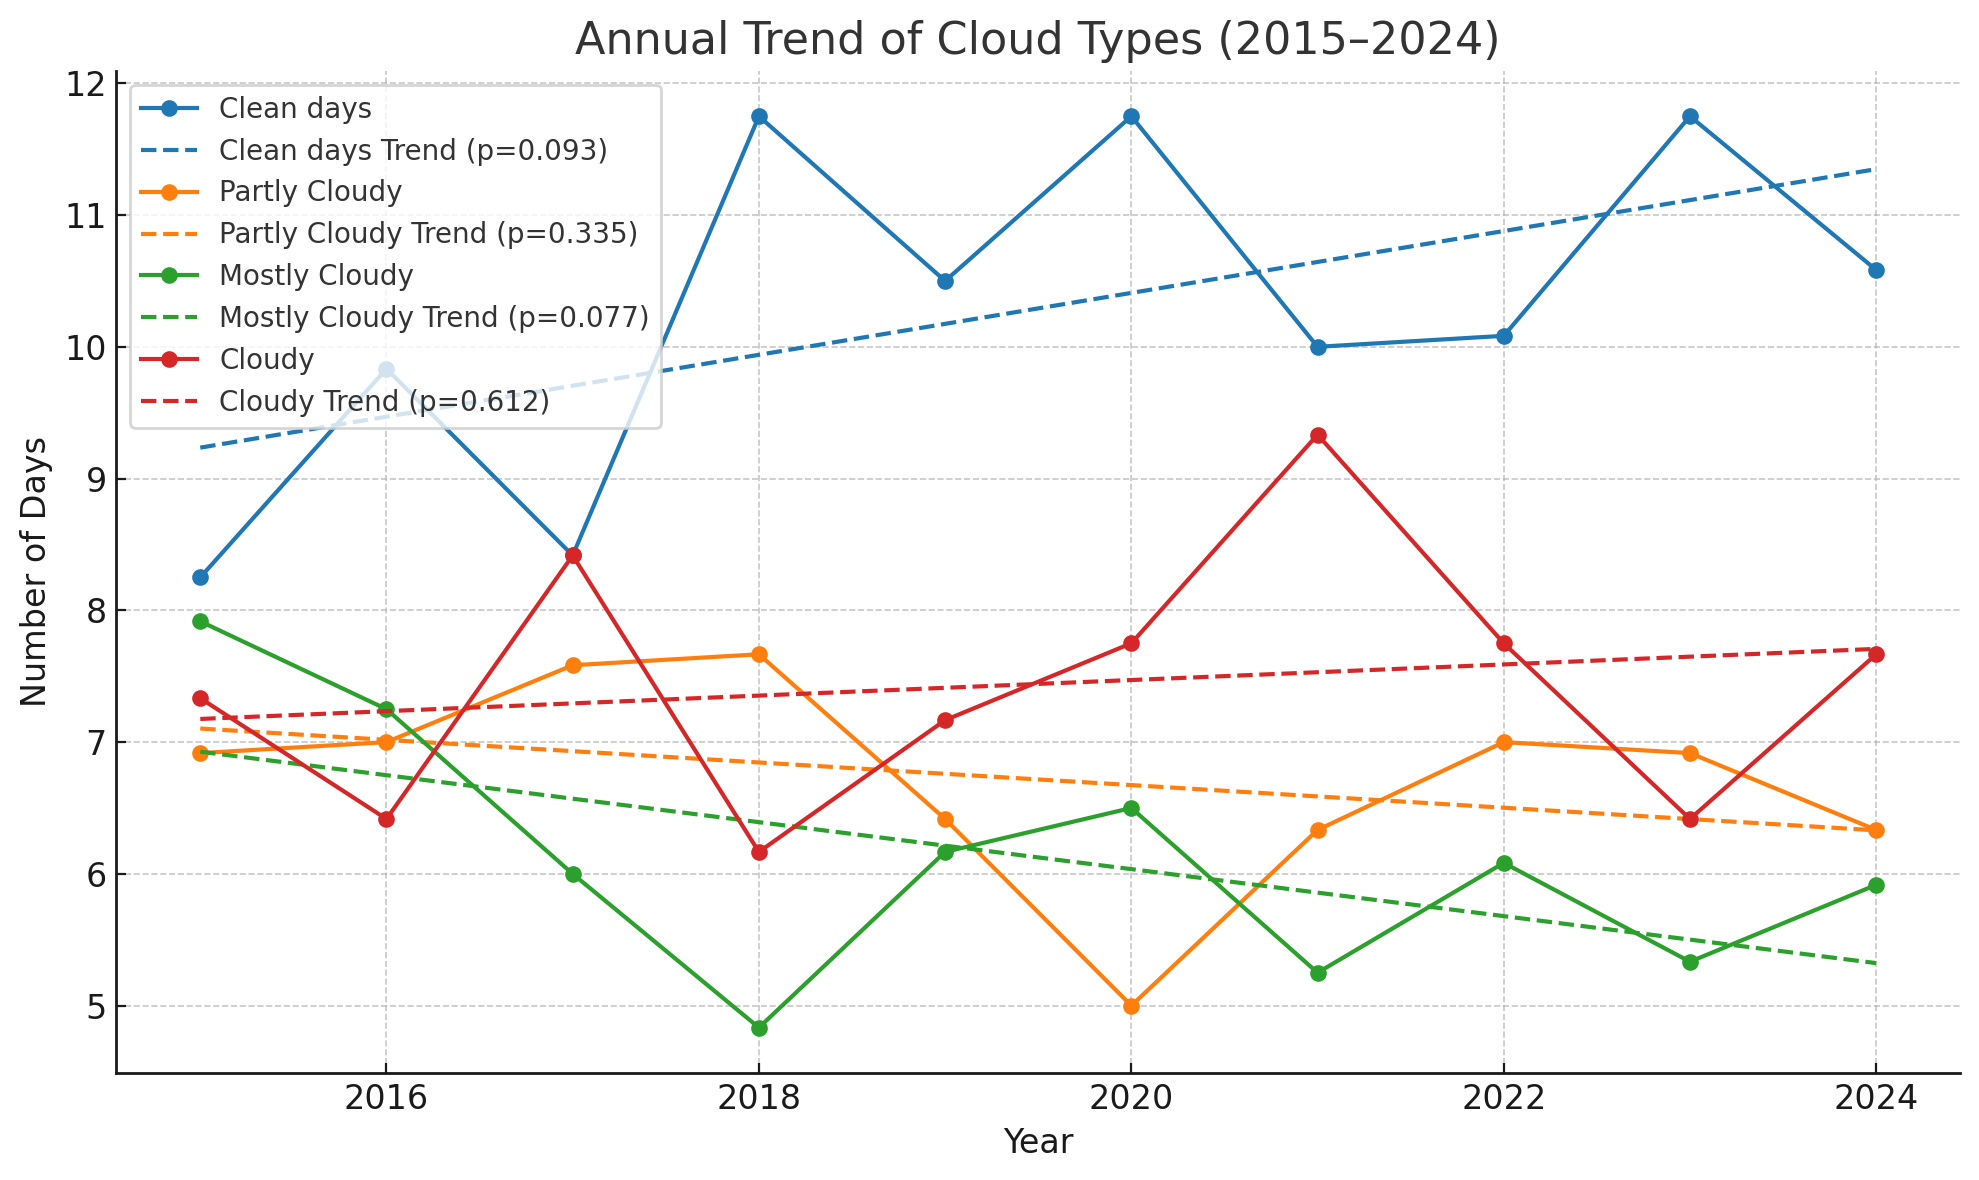 Annual Trend of Cloud Types (2015–2024)
12
11
10
9
8
7
6
5
Number of Days
Clean days
Clean days Trend (p=0.093)
Partly Cloudy
Partly Cloudy Trend (p=0.335)
Mostly Cloudy
Mostly Cloudy Trend (p=0.077)
Cloudy
Cloudy Trend (p=0.612)
2016 2018 2020 2022 2024
Year